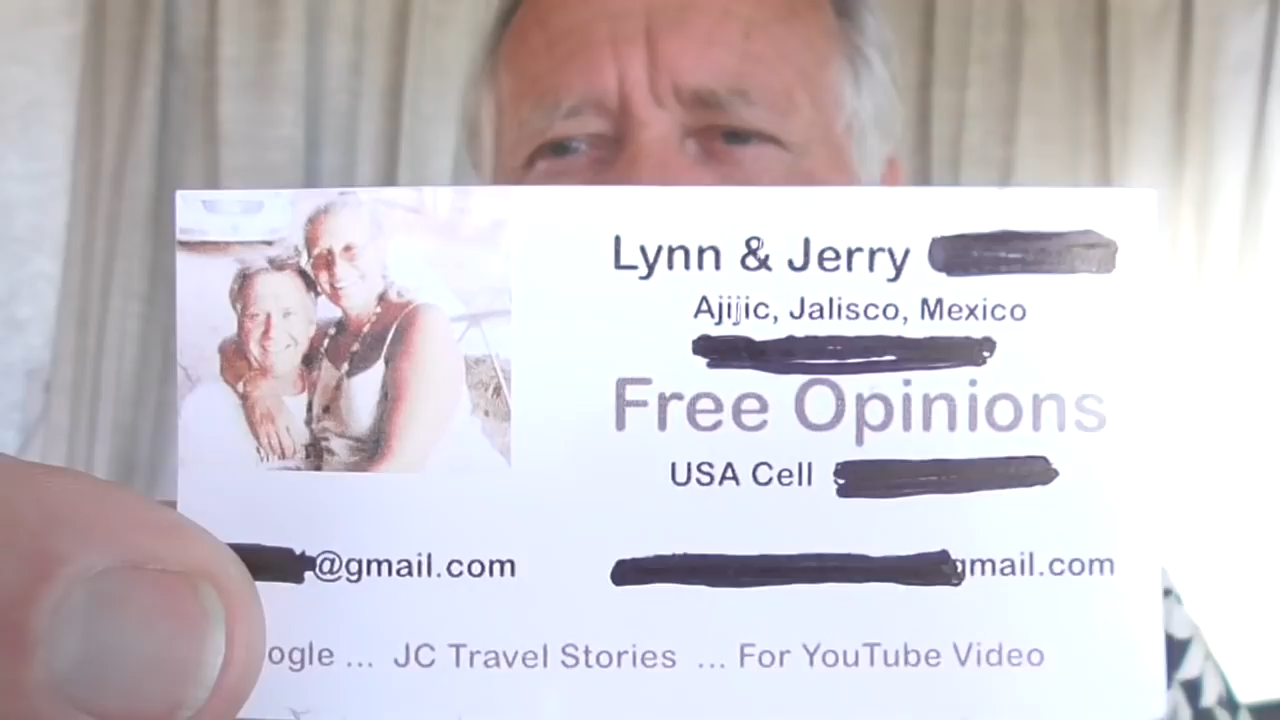 Lynn & Jerry
Ajijic, Jalisco, Mexico
Free Opinions
USA Cell
@gmail.com gmail.com
ogle ... JC Travel Stories ... For YouTube Video